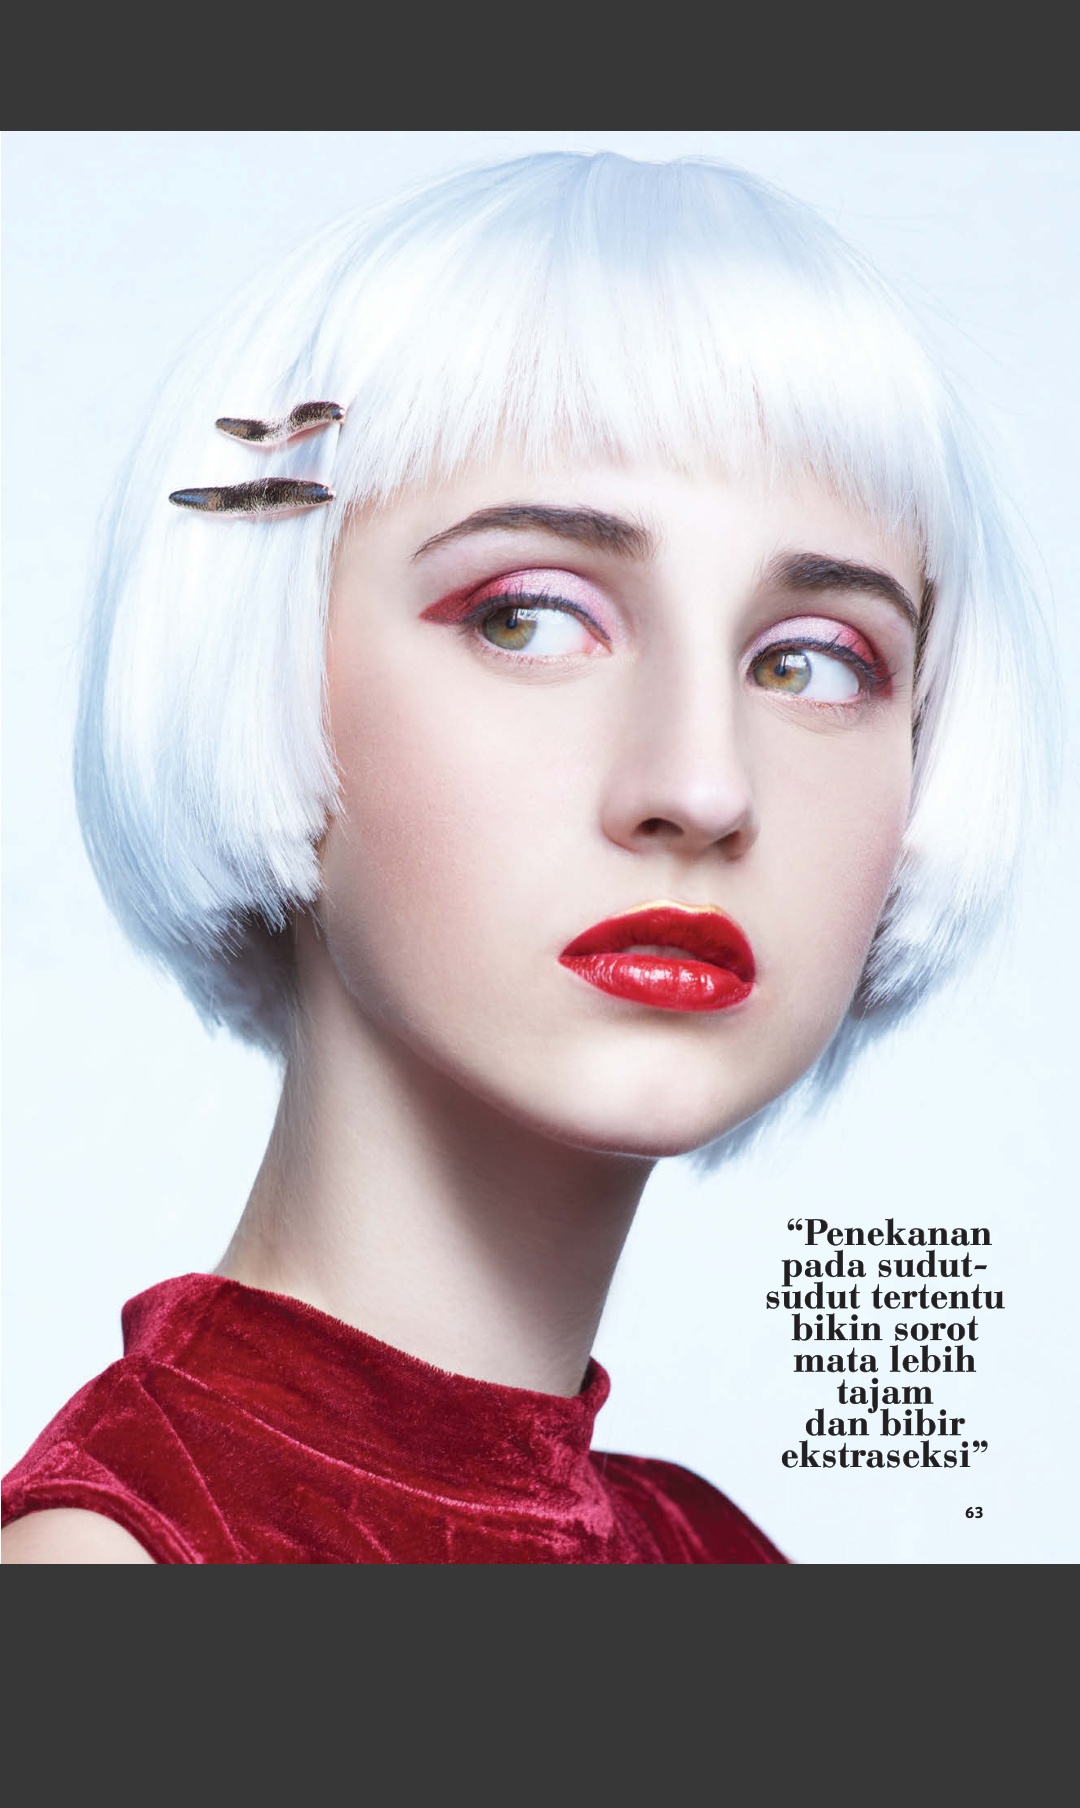 “Penekanan
pada sudut-
sudut tertentu
bikin sorot
mata lebih
tajam
dan bibir
ekstraseksi”
63